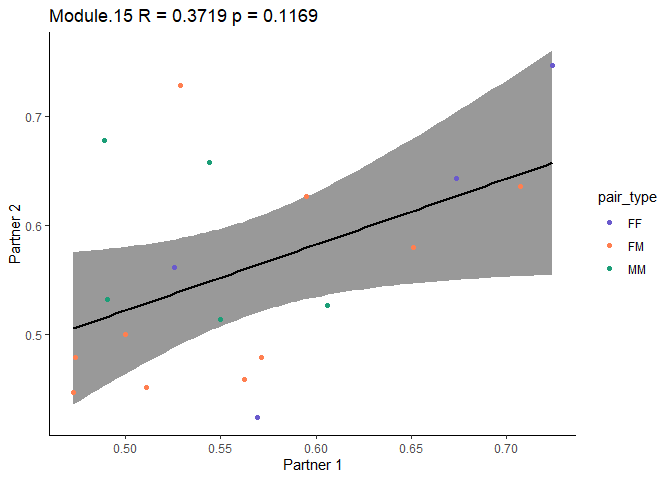 Module.15 R = 0.3719 p = 0.1169
Partner 2
0.7
0.6
0.5
0.50
0.55
0.60
0.65
0.70
Partner 1
pair_type
FF
FM
MM